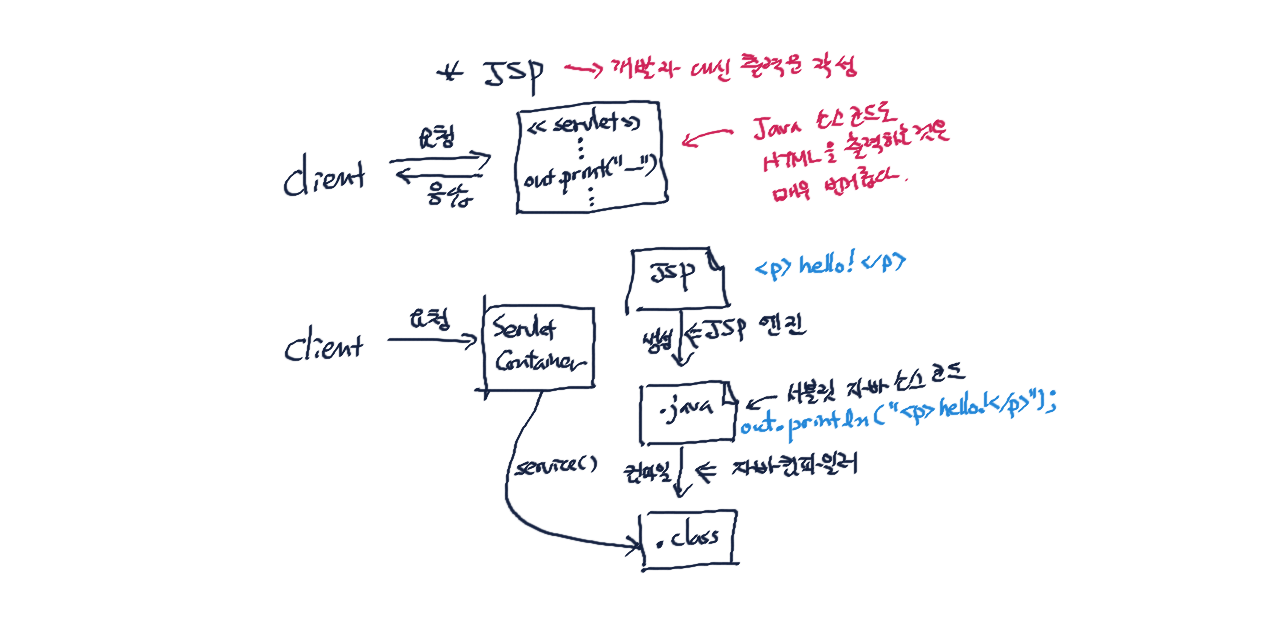 * JSP → 개발자 대신 출력문 작성
<< servlet >>
⋮
out.print("—")
⋮
client
요청
응답
← Java 소스코드로
HTML을 출력하는것은
매우 번거롭다.
JSP
<p> hello! </p>
생성
⇐ JSP 엔진
client
요청
Servlet
Container
.java
← 서블릿 자바 소스코드
out.println("<p>hello!</p>");
service()
컴파일
⇐ 자바컴파일러
.class